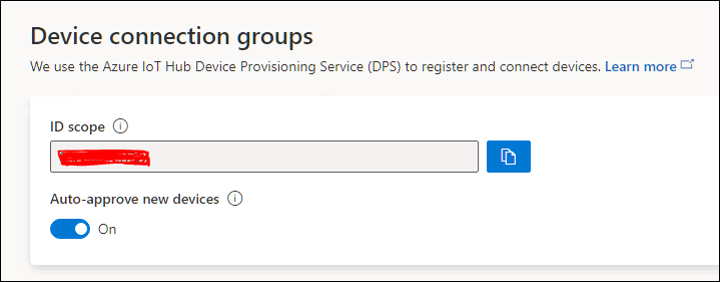 Device connection groups
We use the Azure IoT Hub Device Provisioning Service (DPS) to register and connect devices. Learn more
ID scope
Auto-approve new devices
On